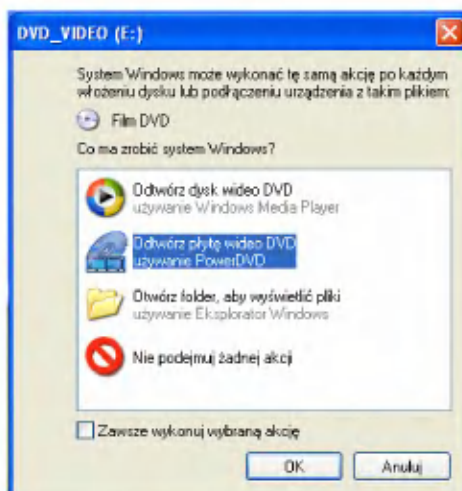 DVD_VIDEO (E:)
System Windows może wykonać tę samą akcję po każdym
włożeniu dysku lub podłączeniu urządzenia z takim plikiem:
Film DVD
Co ma zrobić system Windows?
Odtwórz dysk wideo DVD
używanie Windows Media Player
Odtwórz płytę wideo DVD
używanie PowerDVD
Otwórz folder, aby wyświetlić pliki
używanie Eksplorator Windows
Nie podejmuj żadnej akcji
Zawsze wykonuj wybraną akcję
OK
Anuluj